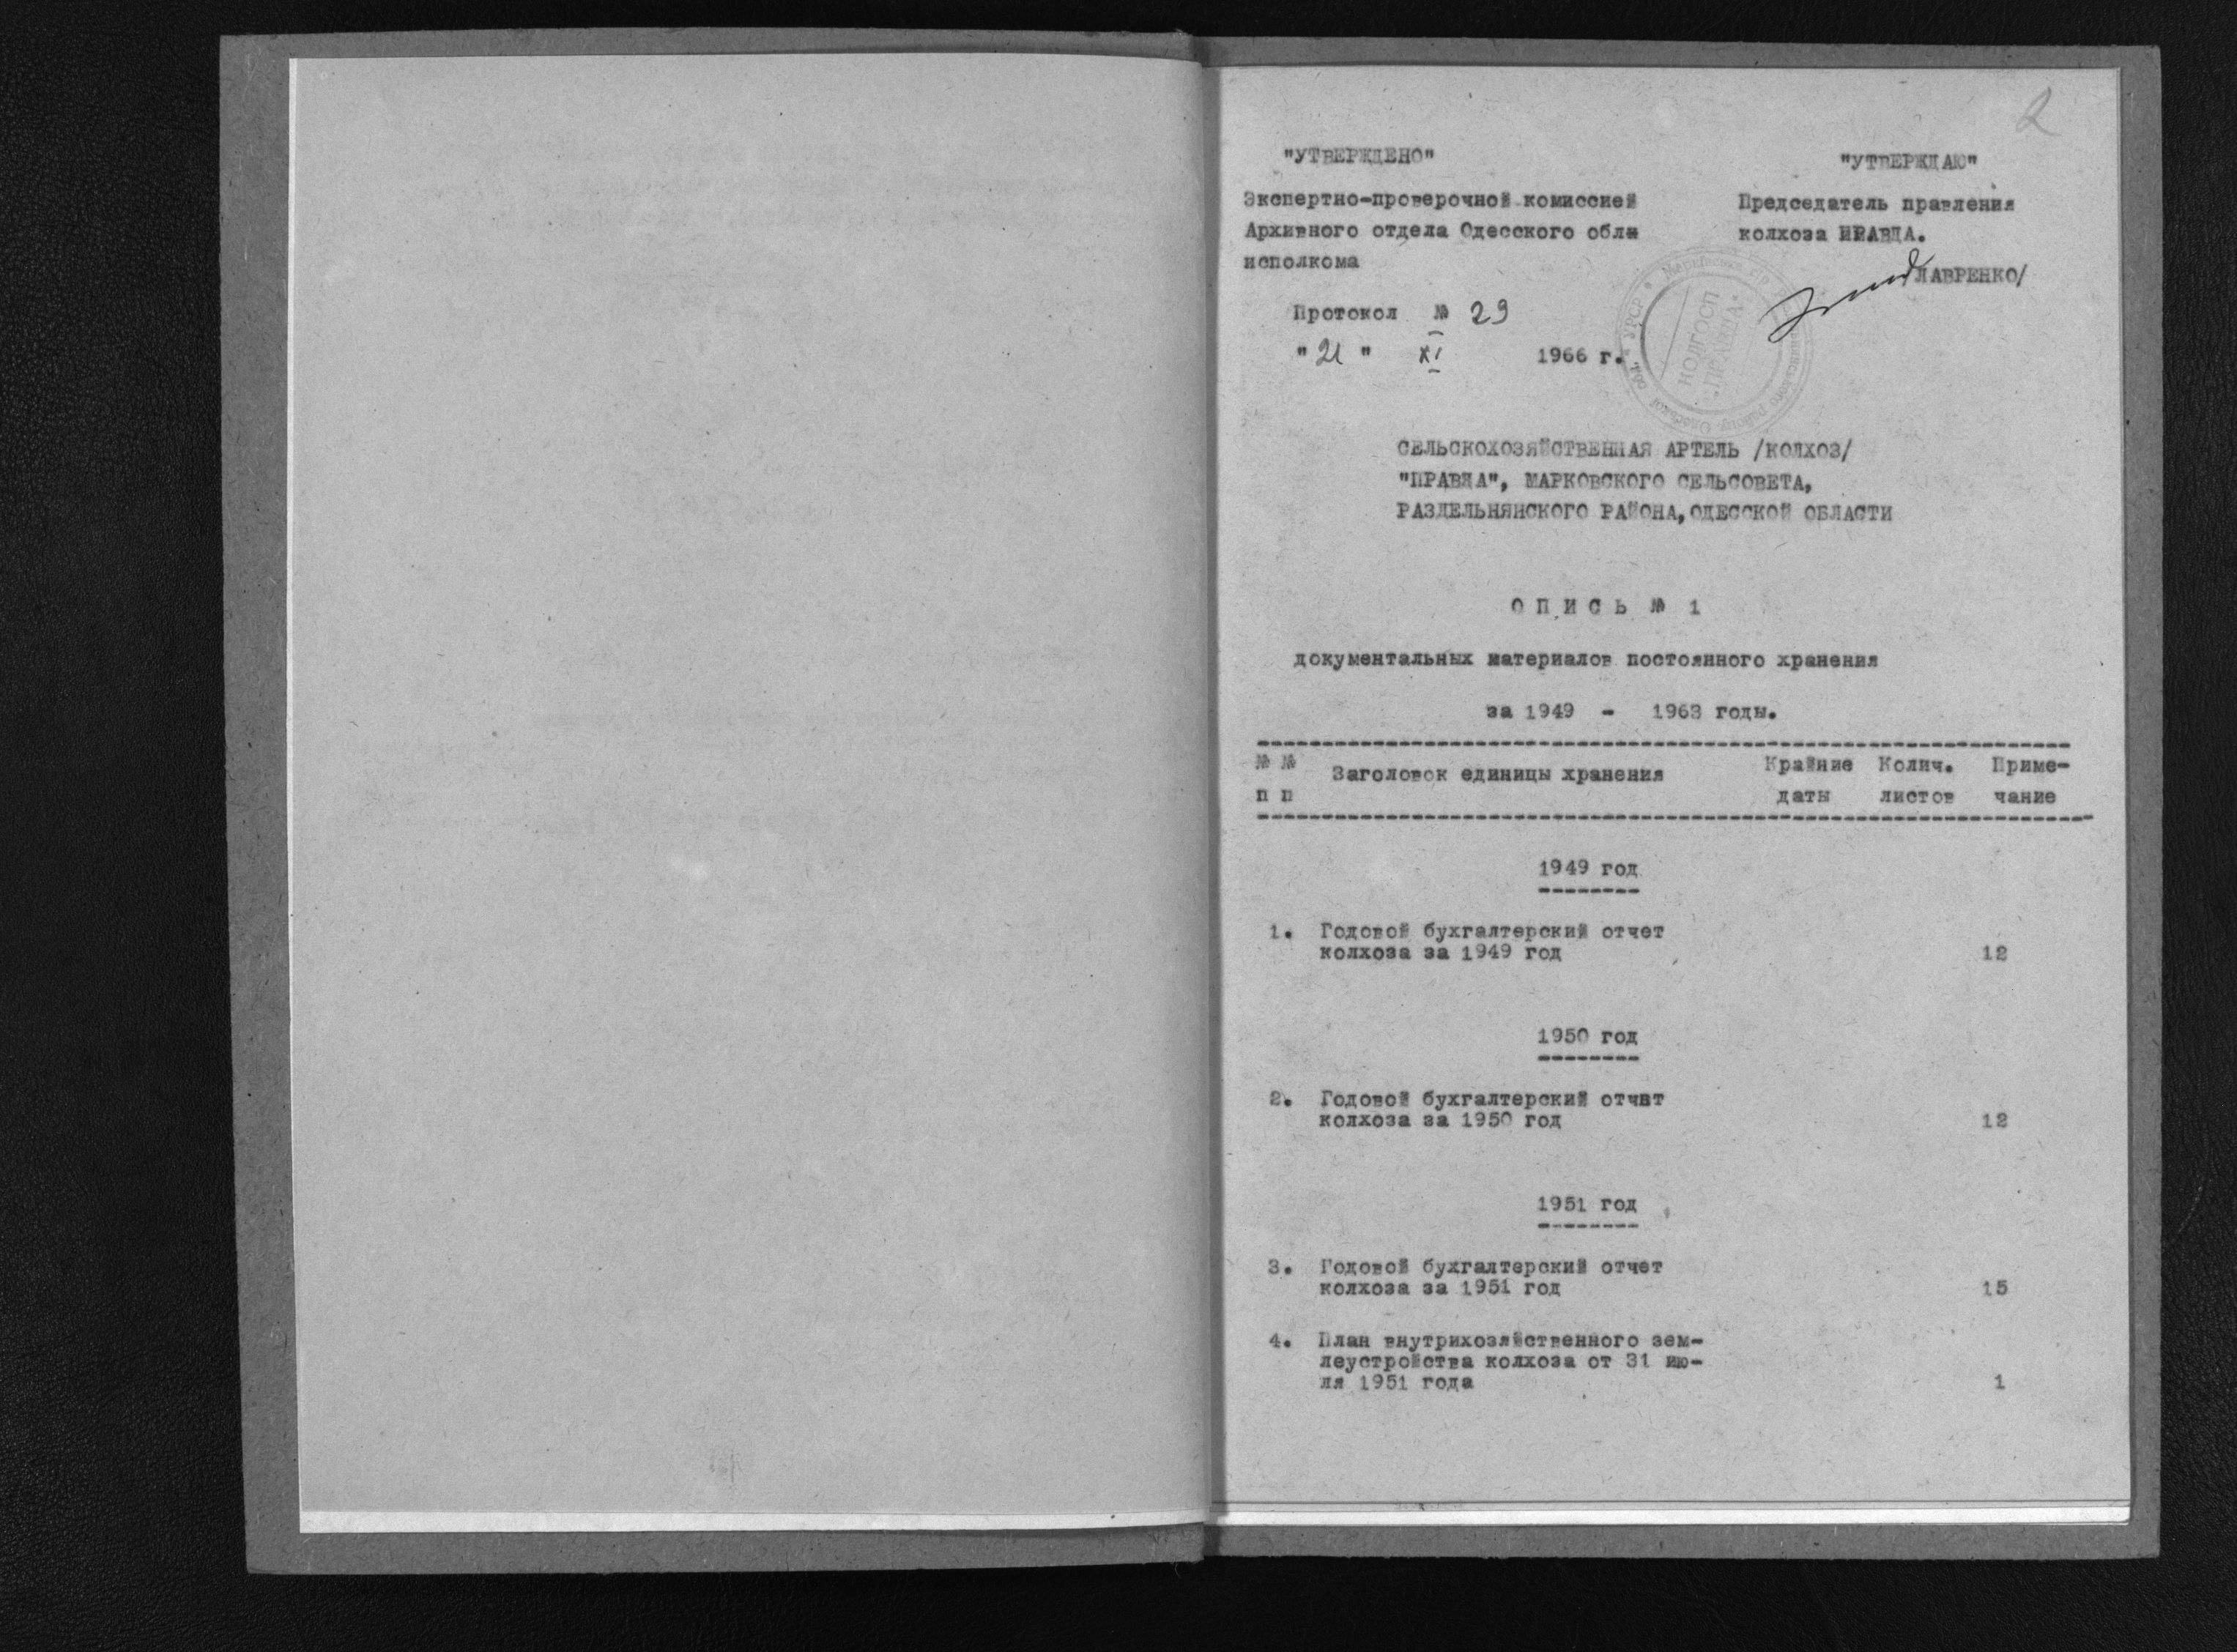 2
"УТВЕРЖДЕНО"
Экспертно-проверочной комиссией
Архивного отдела Одесского обл-
исполкома
Протокол № 29
"21" XI 1966 г.
"УТВЕРЖДАЮ"
Председатель правления
колхоза ПРАВДА.
ЛАВРЕНКО/
КОЛГОСП
"ПРАВДА"
СЕЛЬСКОХОЗЯЙСТВЕННАЯ АРТЕЛЬ /КОЛХОЗ/
"ПРАВДА", МАРКОВСКОГО СЕЛЬСОВЕТА,
РАЗДЕЛЬНЯНСКОГО РАЙОНА, ОДЕССКОЙ ОБЛАСТИ
О П И С Ь № 1
документальных материалов постоянного хранения
за 1949 - 1963 годы.
№ № Заголовок единицы хранения Крайние Колич. Приме-
п п даты листов чание
1949 год
1. Годовой бухгалтерский отчет
колхоза за 1949 год 12
1950 год
2. Годовой бухгалтерский отчет
колхоза за 1950 год 12
1951 год
3. Годовой бухгалтерский отчет
колхоза за 1951 год 15
4. План внутрихозяйственного зем-
леустройства колхоза от 31 ию-
ля 1951 года 1